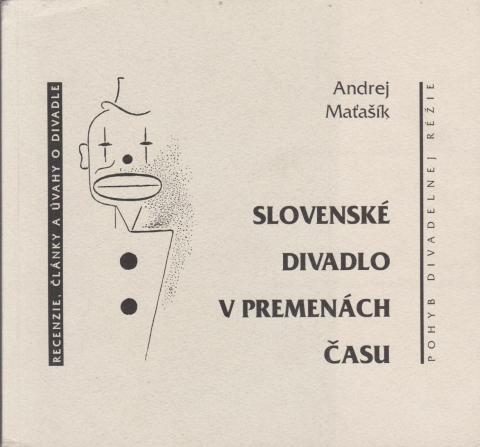 RECENZIE, ČLÁNKY A ÚVAHY O DIVADLE
Andrej
Maťašík
SLOVENSKÉ
DIVADLO
V PREMENÁCH
ČASU
POHYB DIVADELNEJ RÉŽIE